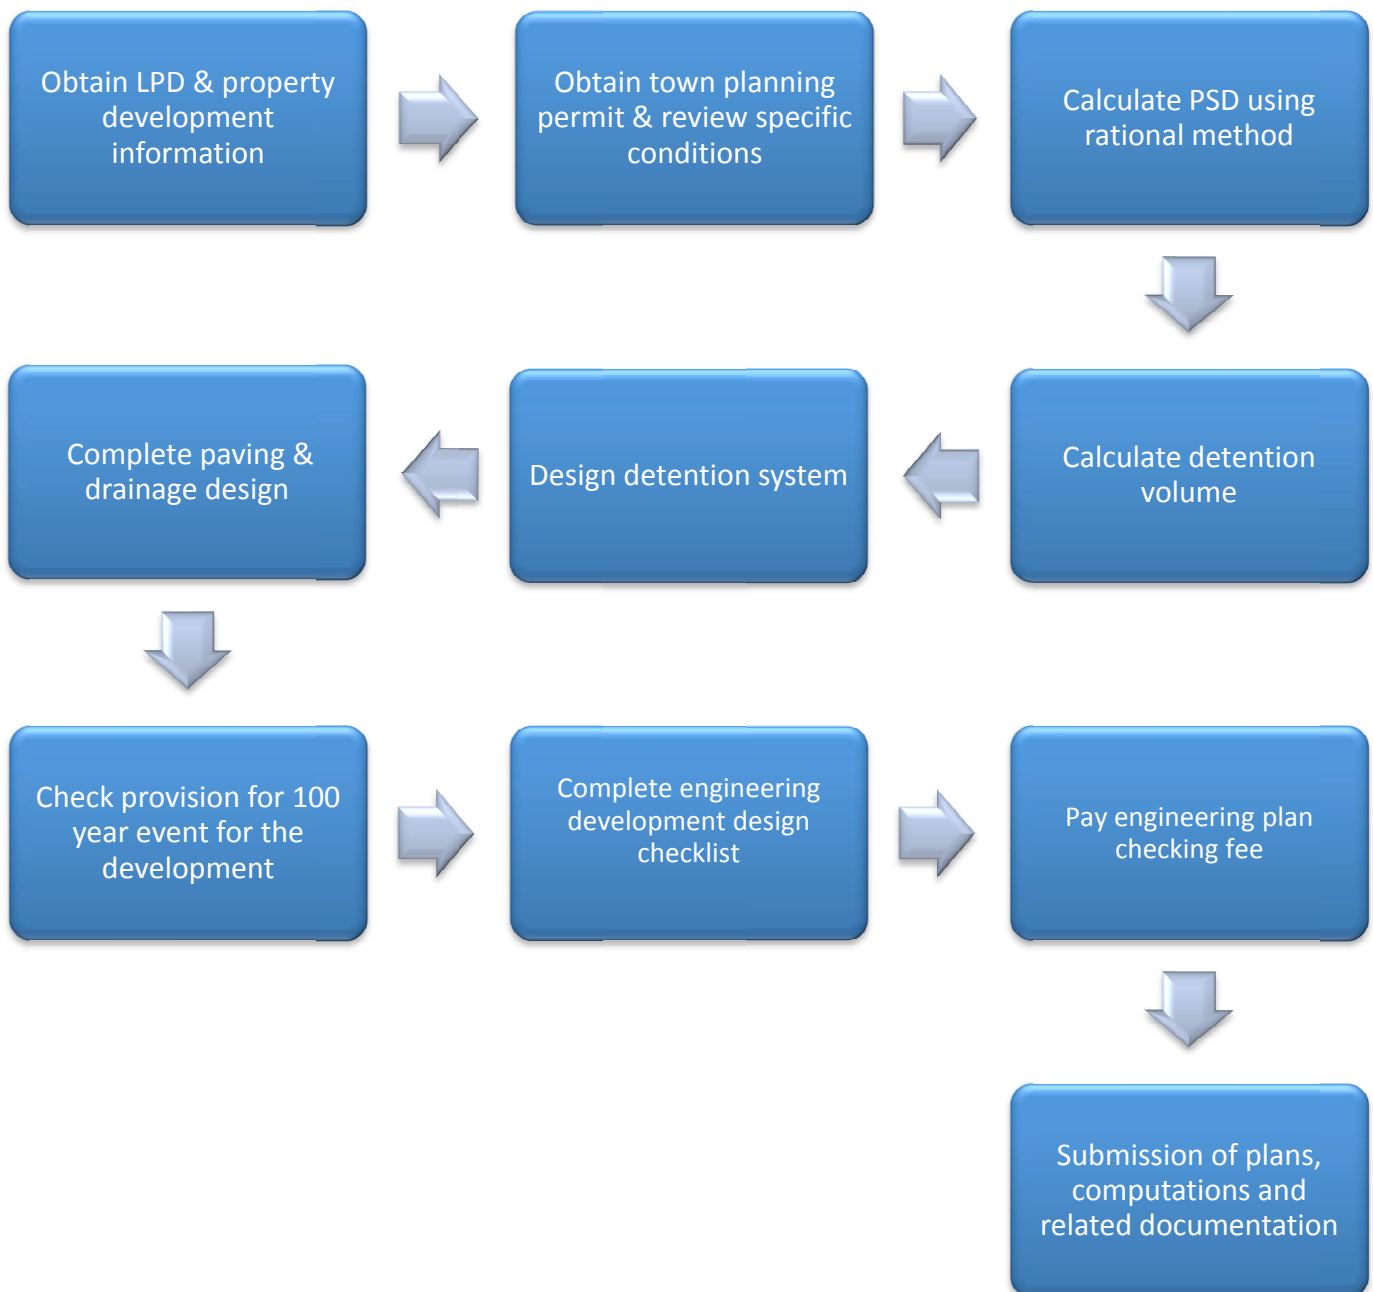 Obtain LPD & property
development
information
Obtain town planning
permit & review specific
conditions
Calculate PSD using
rational method
Complete paving &
drainage design
Design detention system
Calculate detention
volume
Check provision for 100
year event for the
development
Complete engineering
development design
checklist
Pay engineering plan
checking fee
Submission of plans,
computations and
related documentation